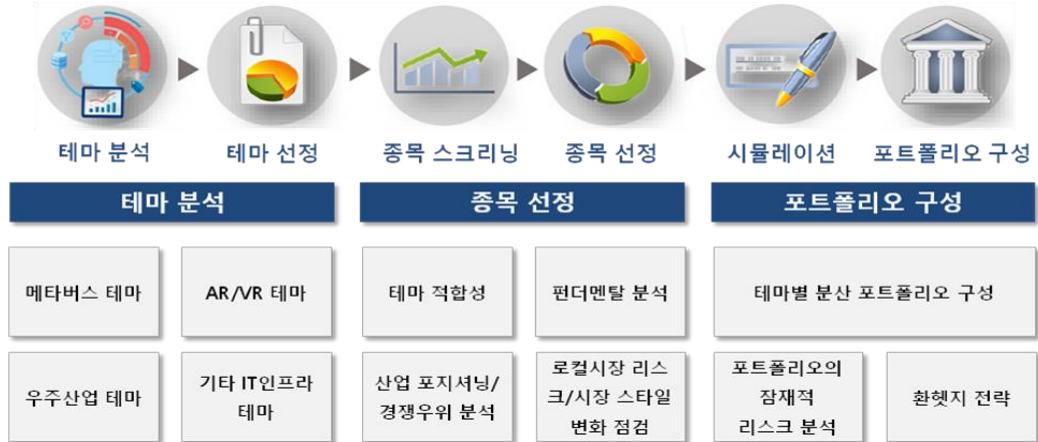 테마 분석
테마 선정
종목 스크리닝
종목 선정
시뮬레이션
포트폴리오 구성
테마 분석
종목 선정
포트폴리오 구성
메타버스 테마
AR/VR 테마
테마 적합성
펀더멘탈 분석
테마별 분산 포트폴리오 구성
우주산업 테마
기타 IT인프라
테마
산업 포지셔닝/
경쟁우위 분석
로컬시장 리스
크/시장 스타일
변화 점검
포트폴리오의
잠재적
리스크 분석
환헷지 전략